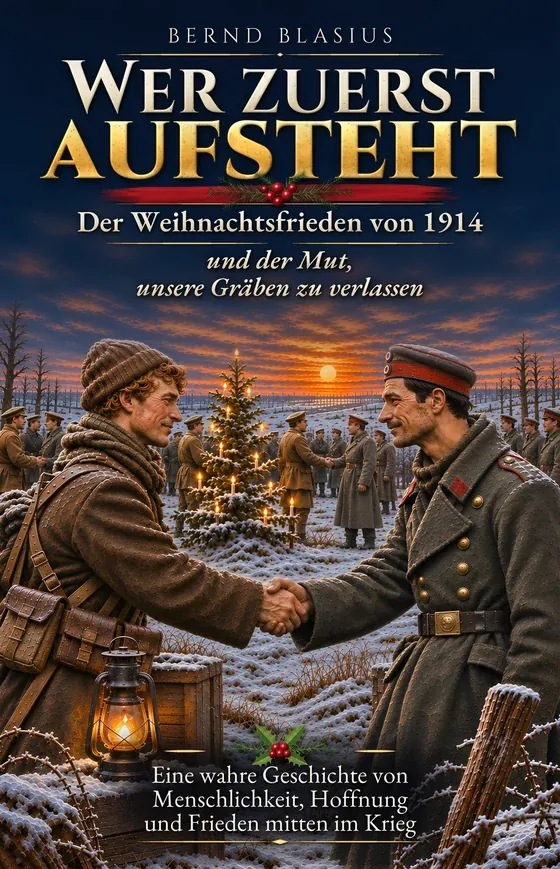 BERND BLASIUS
WER ZUERST
AUFSTEHT
Der Weihnachtsfrieden von 1914
und der Mut,
unsere Gräben zu verlassen
Eine wahre Geschichte von
Menschlichkeit, Hoffnung
und Frieden mitten im Krieg